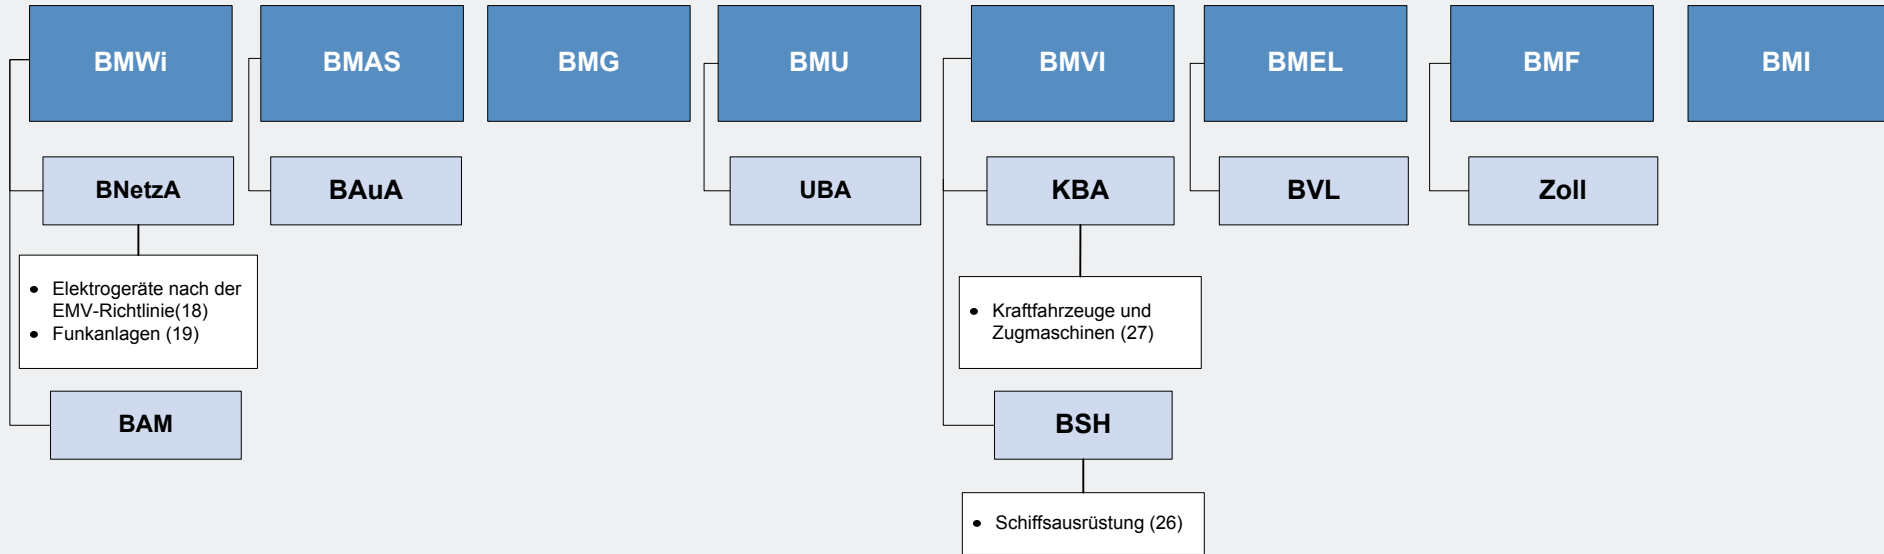 BMWi
BMAS
BMG
BMU
BMVI
BMEL
BMF
BMI
BNetzA
BAuA
UBA
KBA
BVL
Zoll
• Elektrogeräte nach der
EMV-Richtlinie(18)
• Funkanlagen (19)
• Kraftfahrzeuge und
Zugmaschinen (27)
BAM
BSH
• Schiffsausrüstung (26)